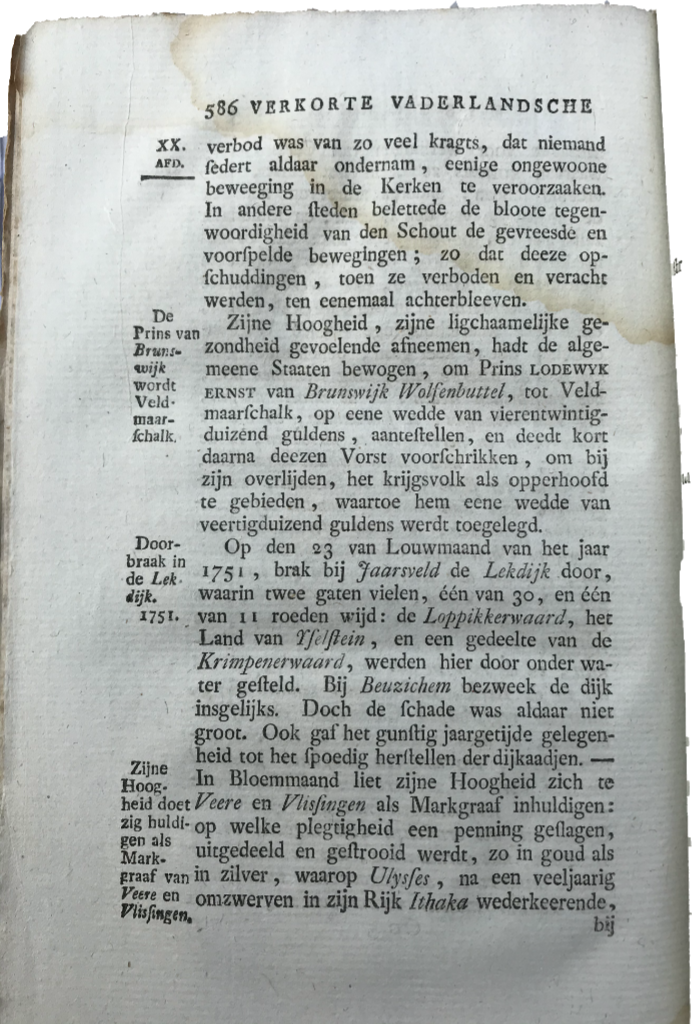 586 VERKORTE VADERLANDSCHE
XX.
AFD.
verbod was van zo veel kragts, dat niemand
ſedert aldaar ondernam, eenige ongewoone
beweeging in de Kerken te veroorzaaken.
In andere ſteden belettede de bloote tegen-
woordigheid van den Schout de gevreesde en
voorſpelde bewegingen; zo dat deeze op-
ſchuddingen, toen ze verboden en veracht
werden, ten eenemaal achterbleeven.
De
Prins van
Bruns-
wijk
wordt
Veld-
maar-
ſchalk.
Zijne Hoogheid, zijne ligchaamelijke ge-
zondheid gevoelende afneemen, hadt de alge-
meene Staaten bewogen, om Prins LODEWYK
ERNST van Brunswijk Wolfenbuttel, tot Veld-
maarſchalk, op eene wedde van vierentwintig-
duizend guldens, aanteſtellen, en deedt kort
daarna deezen Vorst voorſchrikken, om bij
zijn overlijden, het krijgsvolk als opperhoofd
te gebieden, waartoe hem eene wedde van
veertigduizend guldens werdt toegelegd.
Door-
braak in
de Lek-
dijk.
1751.
Op den 23 van Louwmaand van het jaar
1751, brak bij Jaarsveld de Lekdijk door,
waarin twee gaten vielen, één van 30, en één
van 11 roeden wijd: de Loppikkerwaard, het
Land van Yſelſtein, en een gedeelte van de
Krimpenerwaard, werden hier door onder wa-
ter geſteld. Bij Beuzichem bezweek de dijk
insgelijks. Doch de ſchade was aldaar niet
groot. Ook gaf het gunſtig jaargetijde gelegen-
heid tot het ſpoedig herſtellen der dijkaadjen. —
Zijne
Hoog-
heid doet
zig huldi-
gen als
Mark-
graaf van
Veere en
Vlisſingen.
In Bloemmaand liet zijne Hoogheid zich te
Veere en Vlisſingen als Markgraaf inhuldigen:
op welke plegtigheid een penning geſlagen,
uitgedeeld en geſtrooid werdt, zo in goud als
in zilver, waarop Ulysſes, na een veeljaarig
omzwerven in zijn Rijk Ithaka wederkeerende,
bij